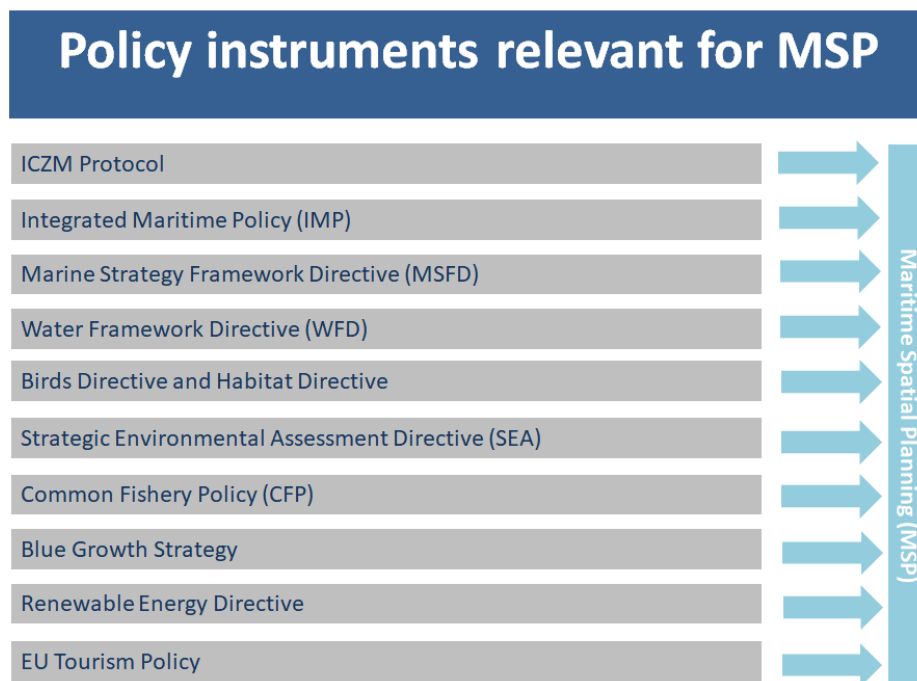 Policy instruments relevant for MSP
ICZM Protocol
Integrated Maritime Policy (IMP)
Marine Strategy Framework Directive (MSFD)
Water Framework Directive (WFD)
Birds Directive and Habitat Directive
Strategic Environmental Assessment Directive (SEA)
Common Fishery Policy (CFP)
Blue Growth Strategy
Renewable Energy Directive
EU Tourism Policy
Maritime Spatial Planning (MSP)